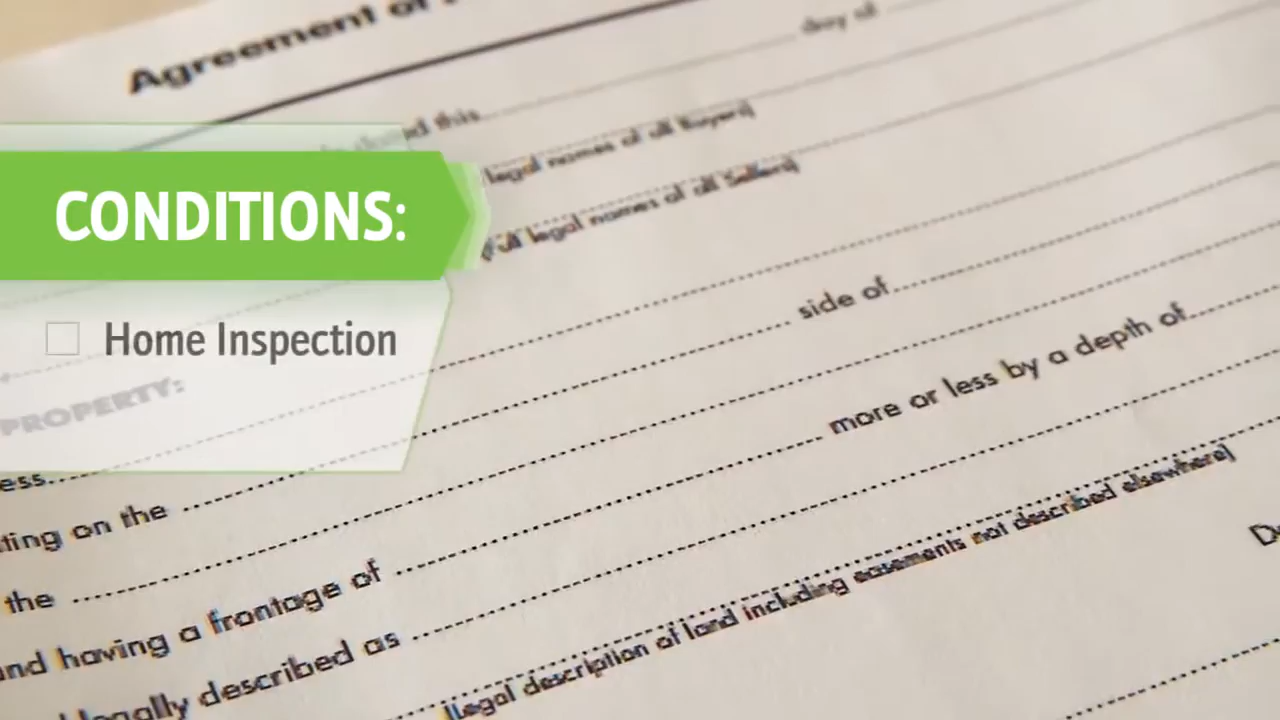 Agreement of
this day of
CONDITIONS:
legal names of all Buyers)
(Full legal names of all Sellers)
Home Inspection
side of
PROPERTY:
ting on the more or less by a depth of
the
and having a frontage of
legally described as
(Legal description of land including easements not described elsewhere)